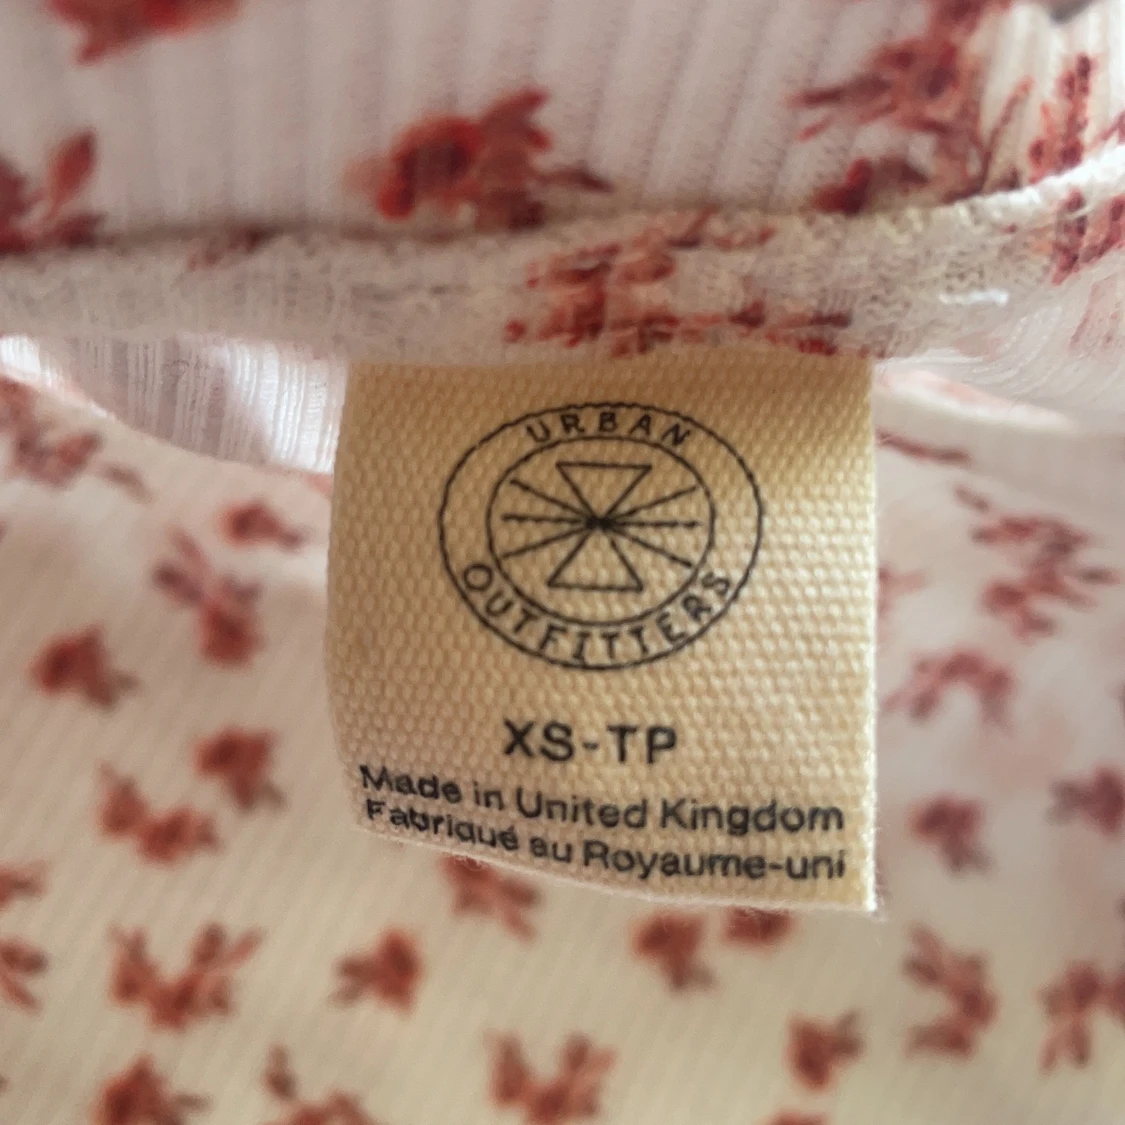 URBAN
OUTFITTERS
XS-TP
Made in United Kingdom
Fabriqué au Royaume-uni